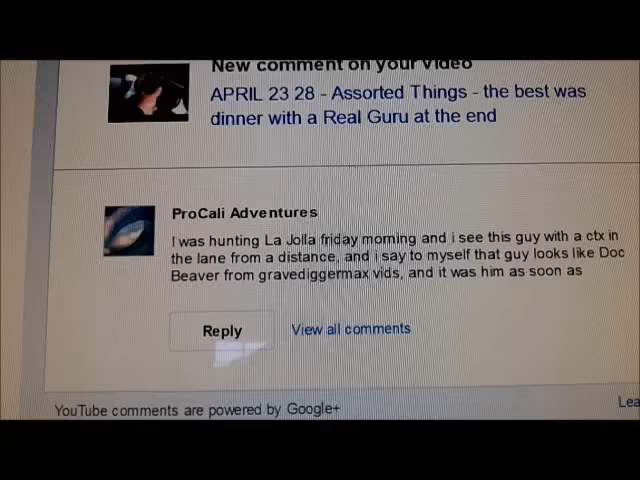 New comment on your video
APRIL 23 28 - Assorted Things - the best was
dinner with a Real Guru at the end
ProCali Adventures
I was hunting La Jolla friday morning and i see this guy with a ctx in
the lane from a distance, and i say to myself that guy looks like Doc
Beaver from gravediggermax vids, and it was him as soon as
Reply
View all comments
YouTube comments are powered by Google+
Lea